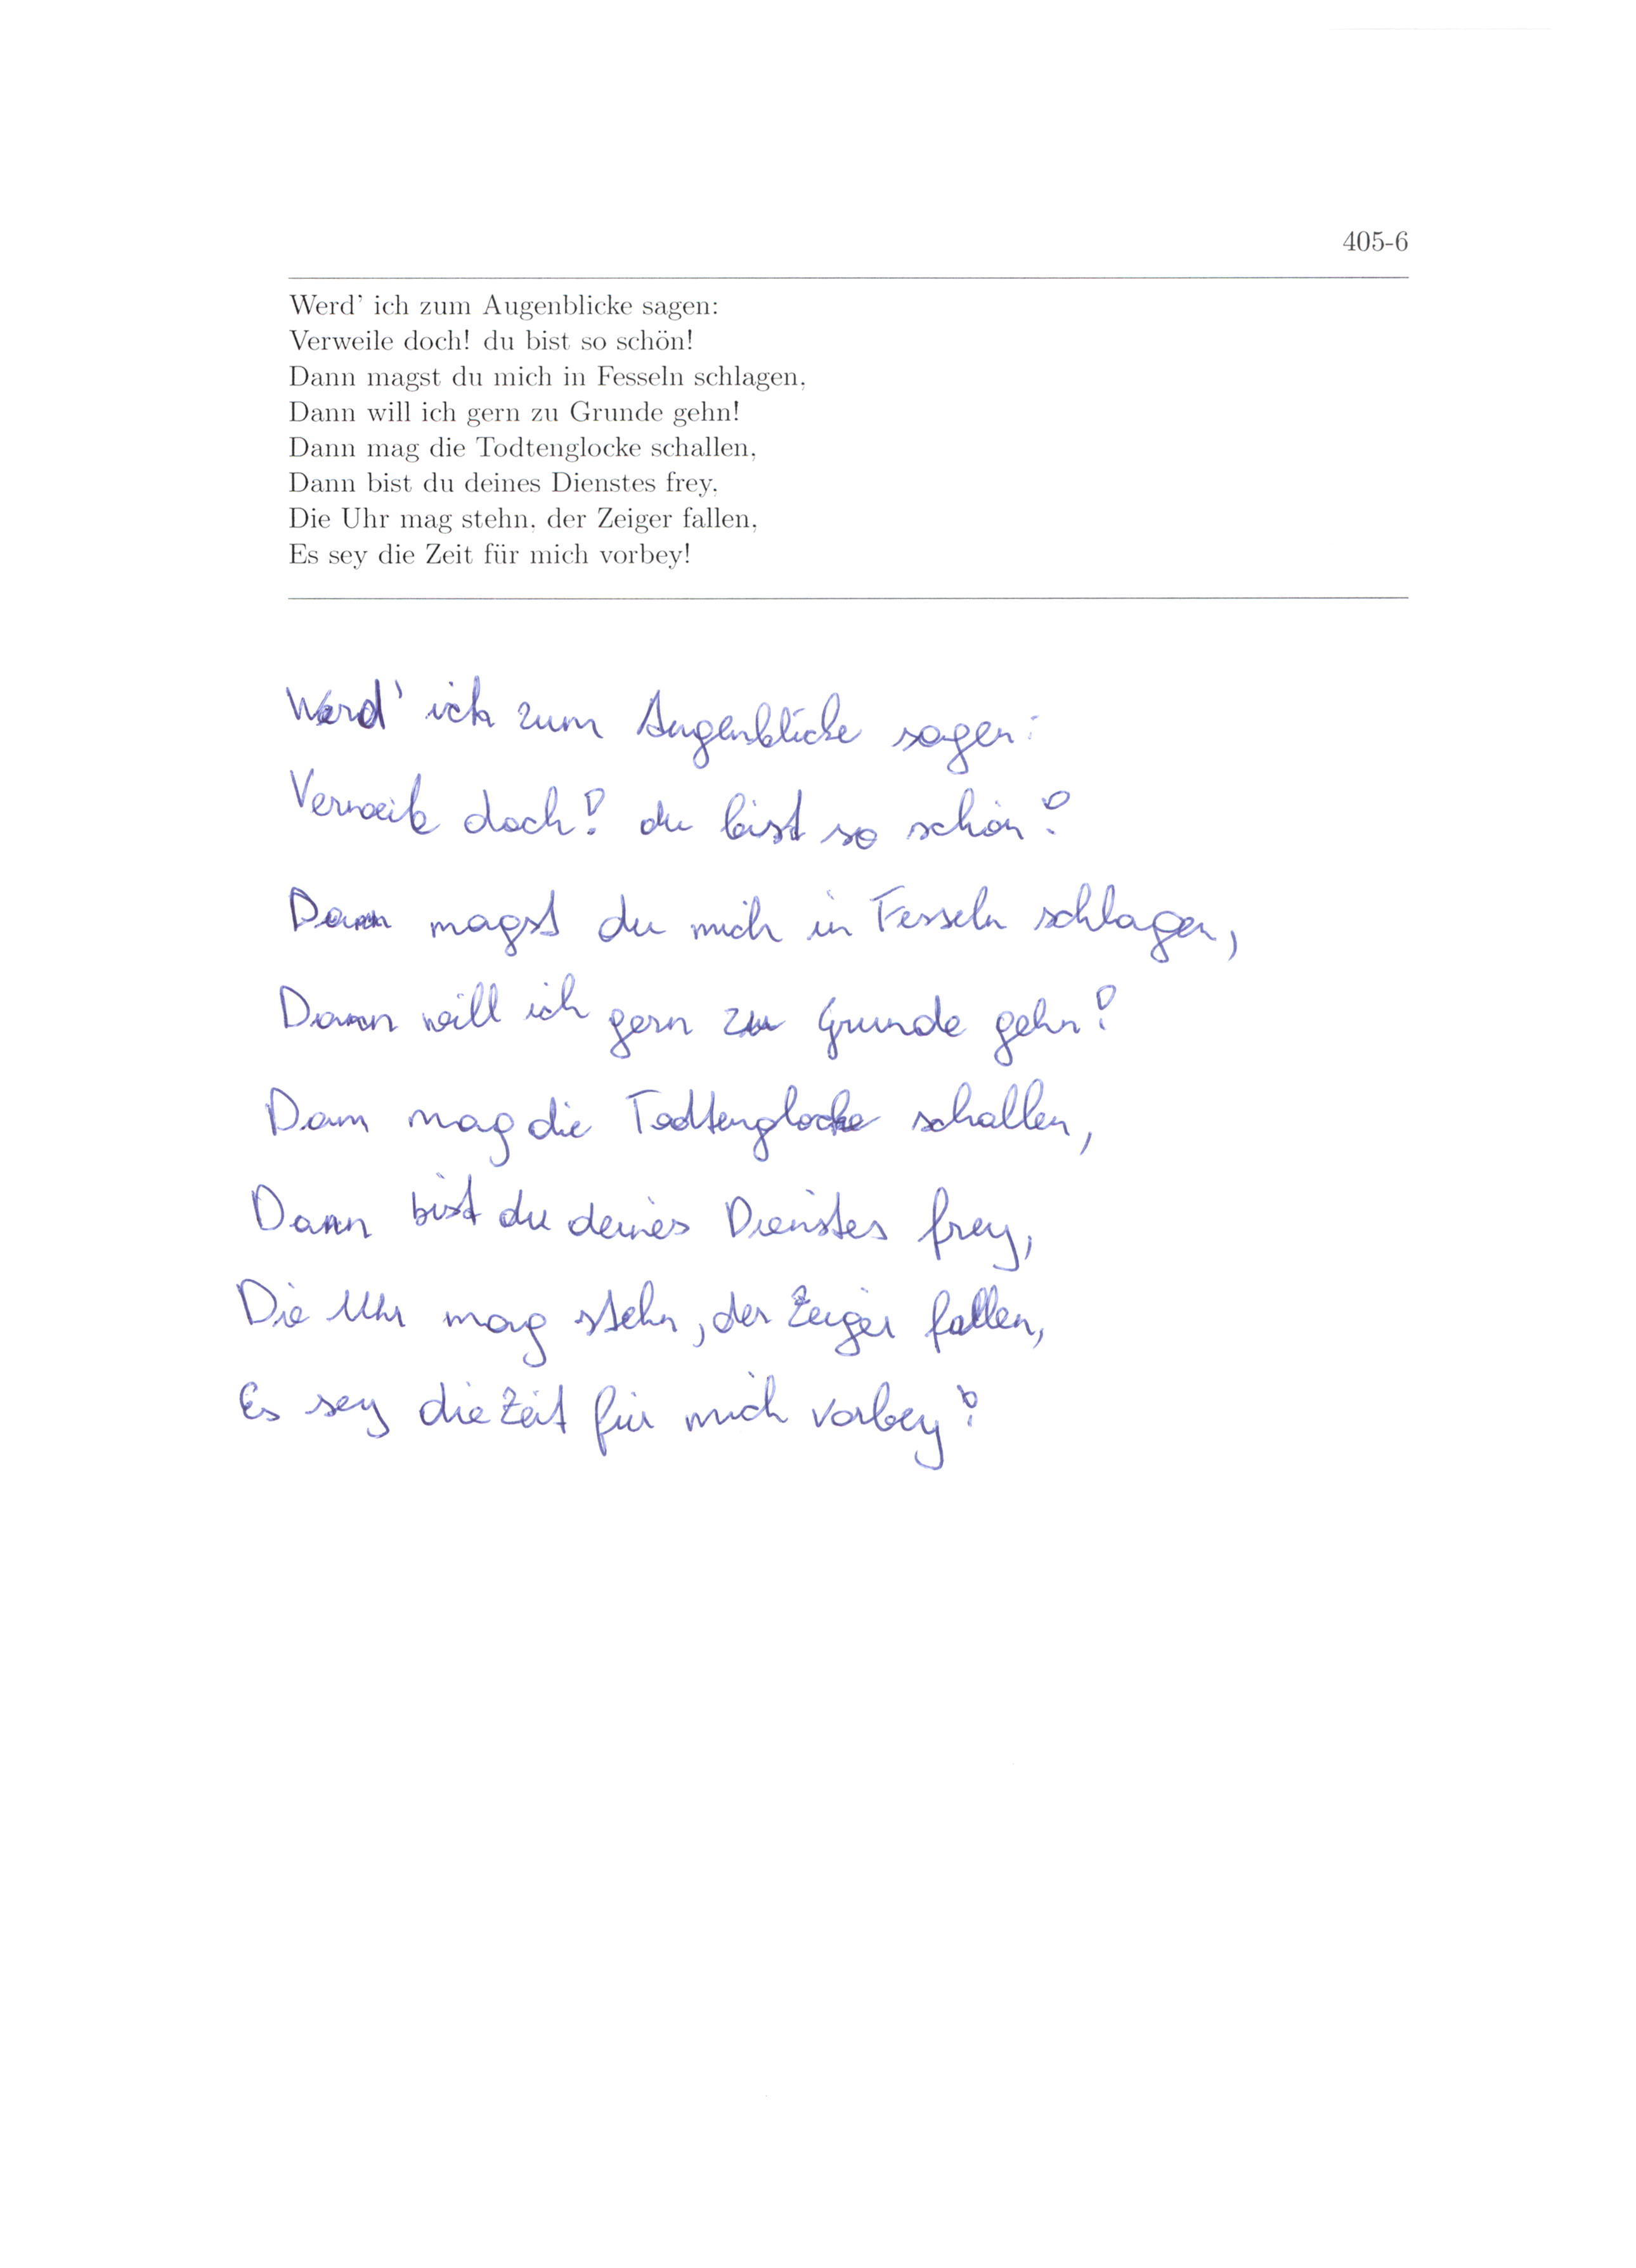 405-6
Werd' ich zum Augenblicke sagen:
Verweile doch! du bist so schön!
Dann magst du mich in Fesseln schlagen,
Dann will ich gern zu Grunde gehn!
Dann mag die Todtenglocke schallen,
Dann bist du deines Dienstes frey,
Die Uhr mag stehn, der Zeiger fallen,
Es sey die Zeit für mich vorbey!
Werd' ich zum Augenblicke sagen:
Verweile doch! du bist so schön!
Dann magst du mich in Fesseln schlagen,
Dann will ich gern zu Grunde gehn!
Dann mag die Todtenglocke schallen,
Dann bist du deines Dienstes frey,
Die Uhr mag stehn, der Zeiger fallen,
Es sey die Zeit für mich vorbey!